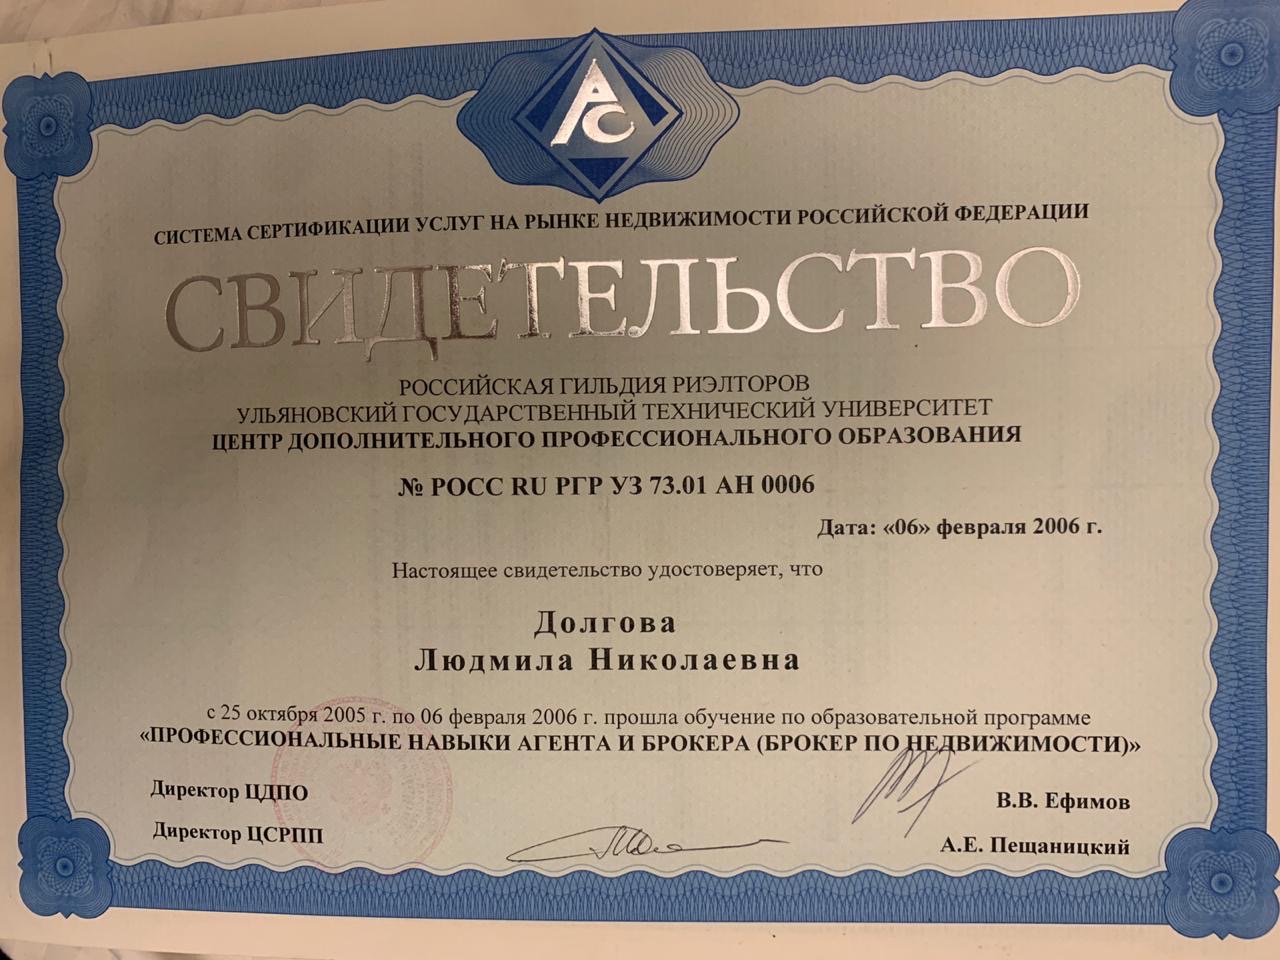 АС
СИСТЕМА СЕРТИФИКАЦИИ УСЛУГ НА РЫНКЕ НЕДВИЖИМОСТИ РОССИЙСКОЙ ФЕДЕРАЦИИ
СВИДЕТЕЛЬСТВО
РОССИЙСКАЯ ГИЛЬДИЯ РИЭЛТОРОВ
УЛЬЯНОВСКИЙ ГОСУДАРСТВЕННЫЙ ТЕХНИЧЕСКИЙ УНИВЕРСИТЕТ
ЦЕНТР ДОПОЛНИТЕЛЬНОГО ПРОФЕССИОНАЛЬНОГО ОБРАЗОВАНИЯ
№ РОСС RU РГР УЗ 73.01 АН 0006
Дата: «06» февраля 2006 г.
Настоящее свидетельство удостоверяет, что
Долгова
Людмила Николаевна
с 25 октября 2005 г. по 06 февраля 2006 г. прошла обучение по образовательной программе
«ПРОФЕССИОНАЛЬНЫЕ НАВЫКИ АГЕНТА И БРОКЕРА (БРОКЕР ПО НЕДВИЖИМОСТИ)»
Директор ЦДПО В.В. Ефимов
Директор ЦСРПП А.Е. Пещаницкий